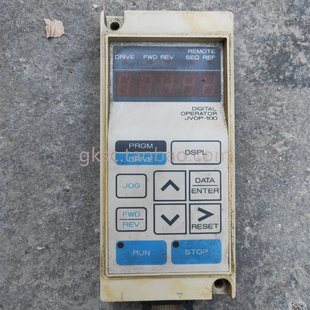 REMOTE
DRIVE FWD REV SEQ REF
DIGITAL
OPERATOR
JVOP-100
PRGM
DRIVE
DSPL
JOG
DATA
ENTER
FWD
REV
>
RESET
RUN
STOP